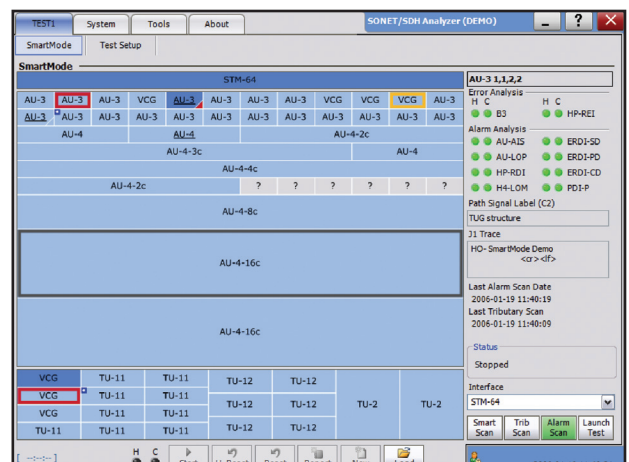 TEST1 System Tools About SONET/SDH Analyzer (DEMO) ?
SmartMode Test Setup
SmartMode
STM-64
AU-3 AU-3 AU-3 VCG AU-3 AU-3 AU-3 AU-3 VCG VCG VCG AU-3
AU-3 AU-3 AU-3 AU-3 AU-3 AU-3 AU-3 AU-3 AU-3 AU-3 AU-3 AU-3
AU-4 AU-4 AU-4-2c
AU-4-3c AU-4
AU-4-4c
AU-4-2c ? ? ? ? ?
AU-4-8c
AU-4-16c
AU-4-16c
VCG TU-11 TU-11 TU-12 TU-12
VCG TU-11 TU-11 TU-12 TU-12 TU-2 TU-2
VCG TU-11 TU-11
TU-11 TU-11 TU-11 TU-12 TU-12
[ --:--:-- ] H C Start
AU-3 1,1,2,2
Error Analysis
H C H C
B3 HP-REI
Alarm Analysis
AU-AIS ERDI-SD
AU-LOP ERDI-PD
HP-RDI ERDI-CD
H4-LOM PDI-P
Path Signal Label (C2)
TUG structure
J1 Trace
HO- SmartMode Demo
<cr><lf>
Last Alarm Scan Date
2006-01-19 11:40:19
Last Tributary Scan
2006-01-19 11:40:09
Status
Stopped
Interface
STM-64
Smart Scan Trib Scan Alarm Scan Launch Test